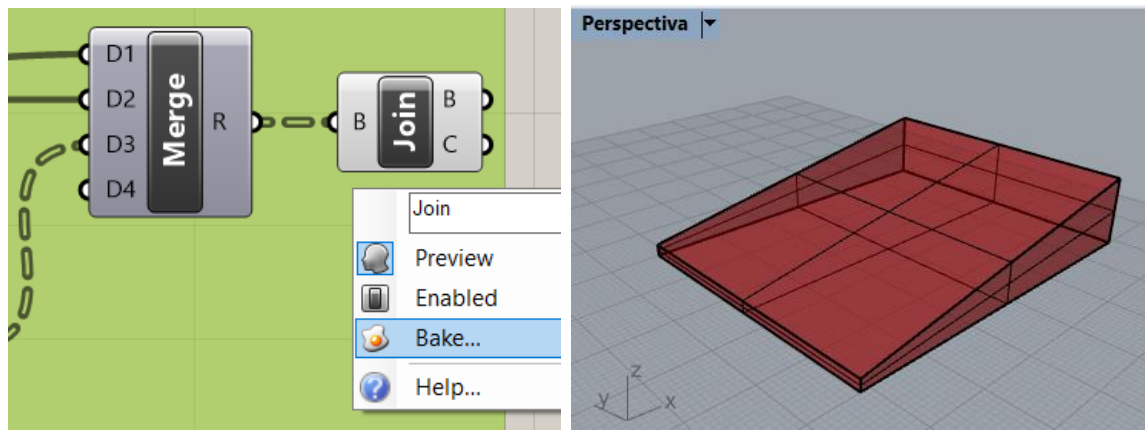 D1
D2
D3
D4
Merge
R
B
Join
B
C
Join
Preview
Enabled
Bake...
Help...
Perspectiva
z
y
x